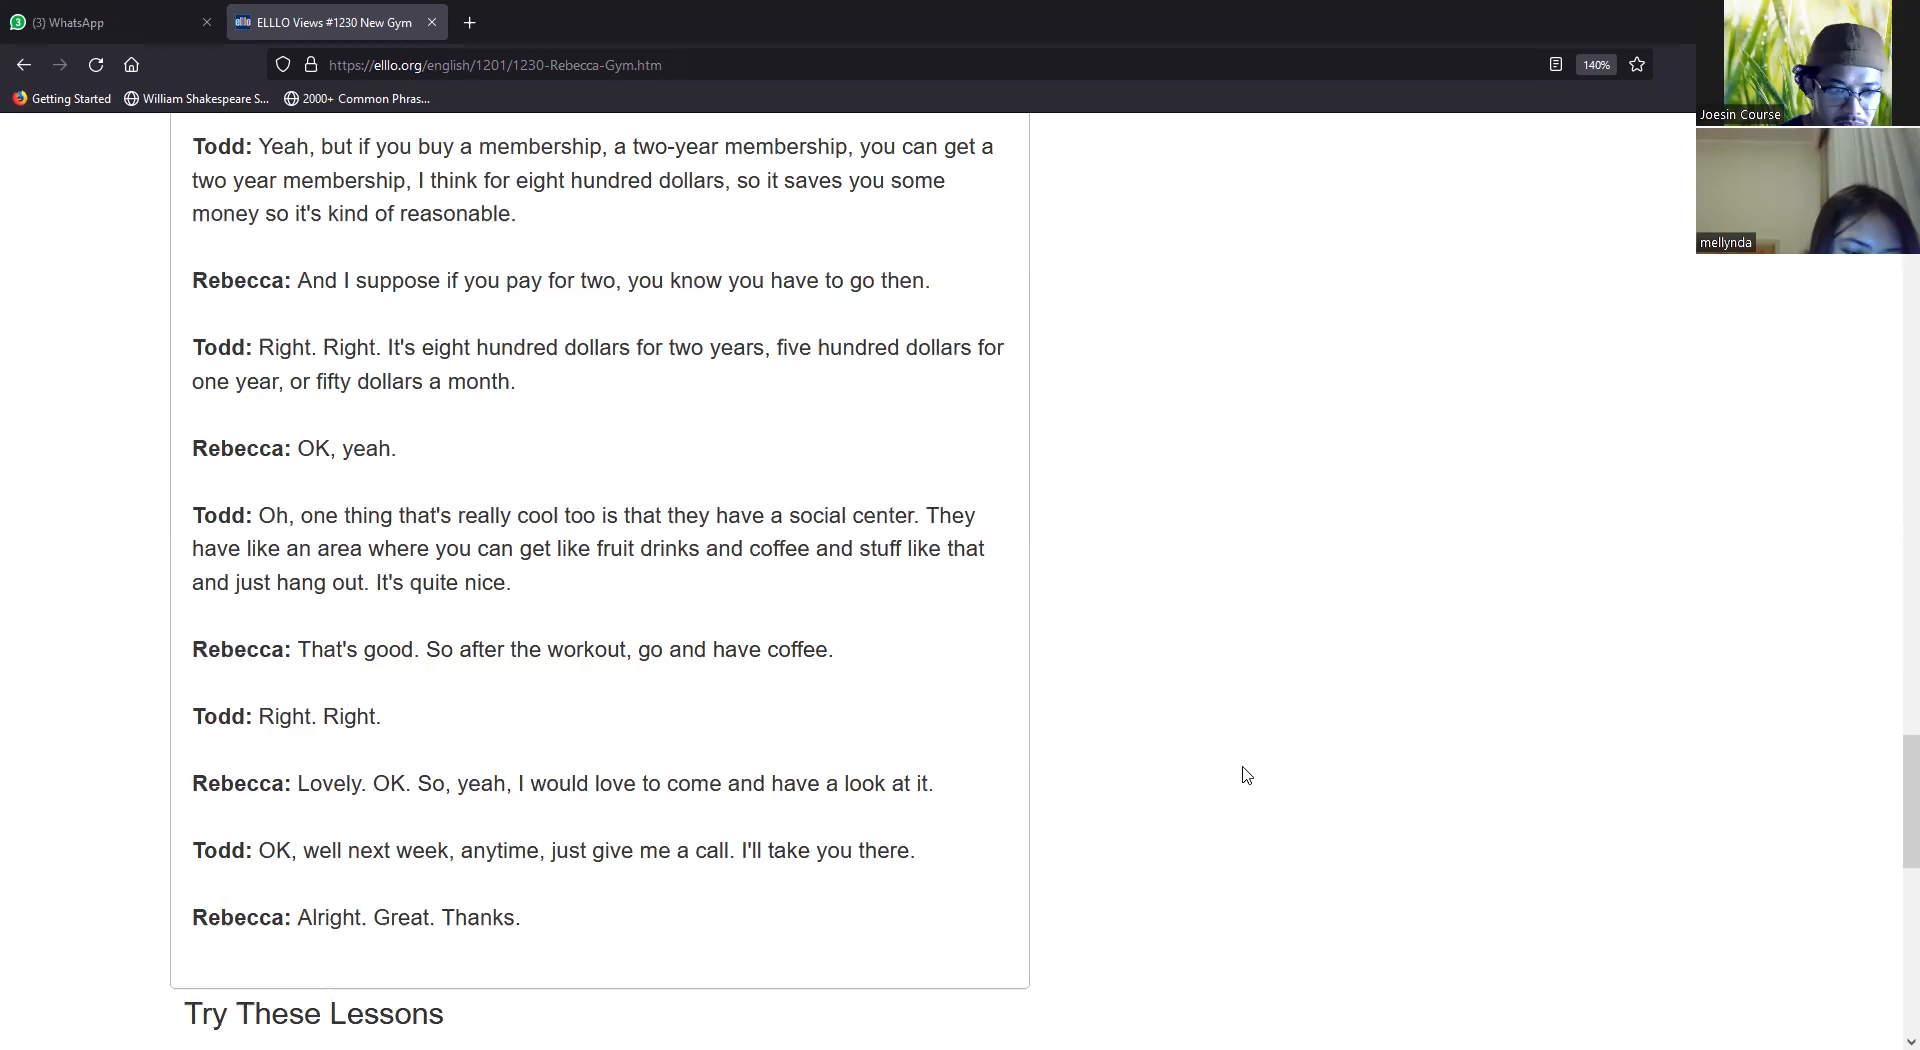 3 (3) WhatsApp
elllo ELLLO Views #1230 New Gym
https://elllo.org/english/1201/1230-Rebecca-Gym.htm
140%
Getting Started
William Shakespeare S...
2000+ Common Phras...
Joesin Course
mellynda
Todd: Yeah, but if you buy a membership, a two-year membership, you can get a
two year membership, I think for eight hundred dollars, so it saves you some
money so it's kind of reasonable.
Rebecca: And I suppose if you pay for two, you know you have to go then.
Todd: Right. Right. It's eight hundred dollars for two years, five hundred dollars for
one year, or fifty dollars a month.
Rebecca: OK, yeah.
Todd: Oh, one thing that's really cool too is that they have a social center. They
have like an area where you can get like fruit drinks and coffee and stuff like that
and just hang out. It's quite nice.
Rebecca: That's good. So after the workout, go and have coffee.
Todd: Right. Right.
Rebecca: Lovely. OK. So, yeah, I would love to come and have a look at it.
Todd: OK, well next week, anytime, just give me a call. I'll take you there.
Rebecca: Alright. Great. Thanks.
Try These Lessons